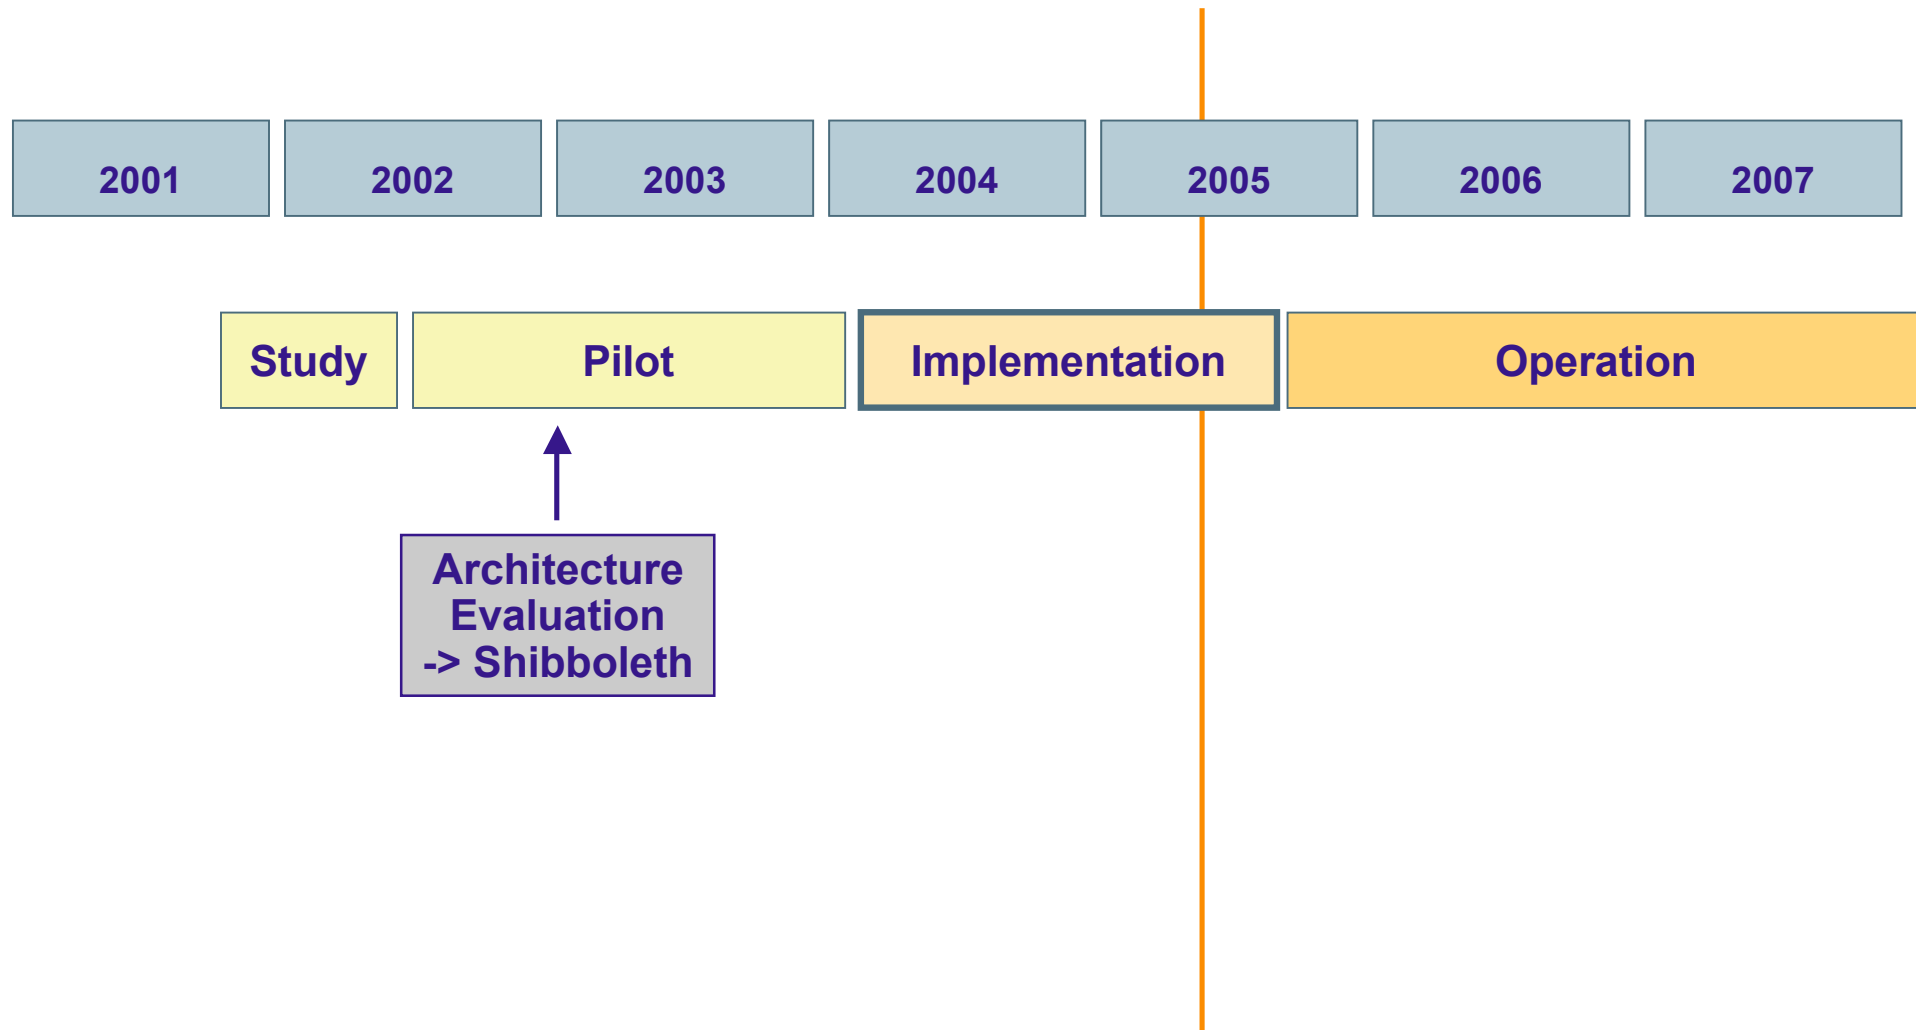 2001
2002
2003
2004
2005
2006
2007
Study
Pilot
Implementation
Operation
Architecture
Evaluation
-> Shibboleth